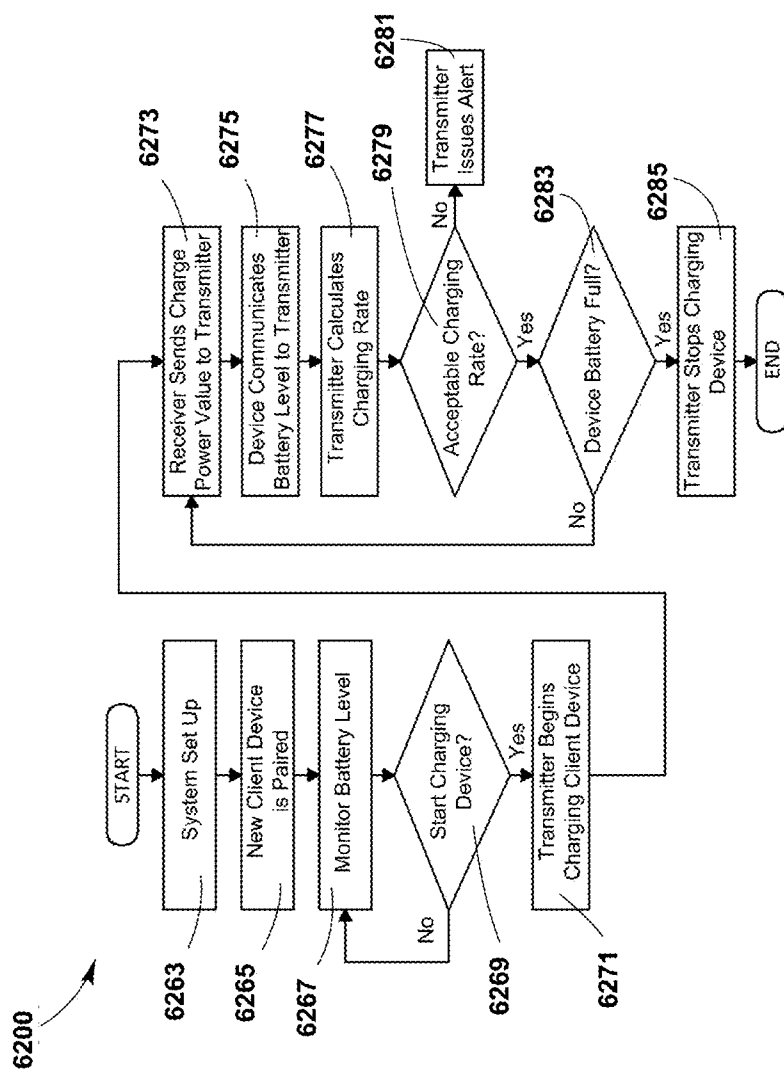 6200
START
System Set Up
6263
New Client Device
is Paired
6265
Monitor Battery Level
6267
Start Charging
Device?
No
Yes
6269
Transmitter Begins
Charging Client Device
6271
Receiver Sends Charge
Power Value to Transmitter
6273
Device Communicates
Battery Level to Transmitter
6275
Transmitter Calculates
Charging Rate
6277
Acceptable Charging
Rate?
6279
No
Transmitter
Issues Alert
6281
Yes
Device Battery Full?
6283
No
Yes
Transmitter Stops Charging
Device
6285
END